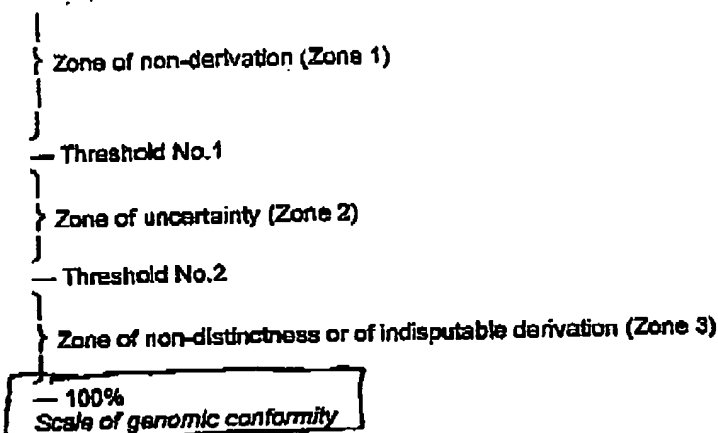 Zone of non-derivation (Zone 1)
Threshold No.1
Zone of uncertainty (Zone 2)
Threshold No.2
Zone of non-distinctness or of indisputable derivation (Zone 3)
100%
Scale of genomic conformity